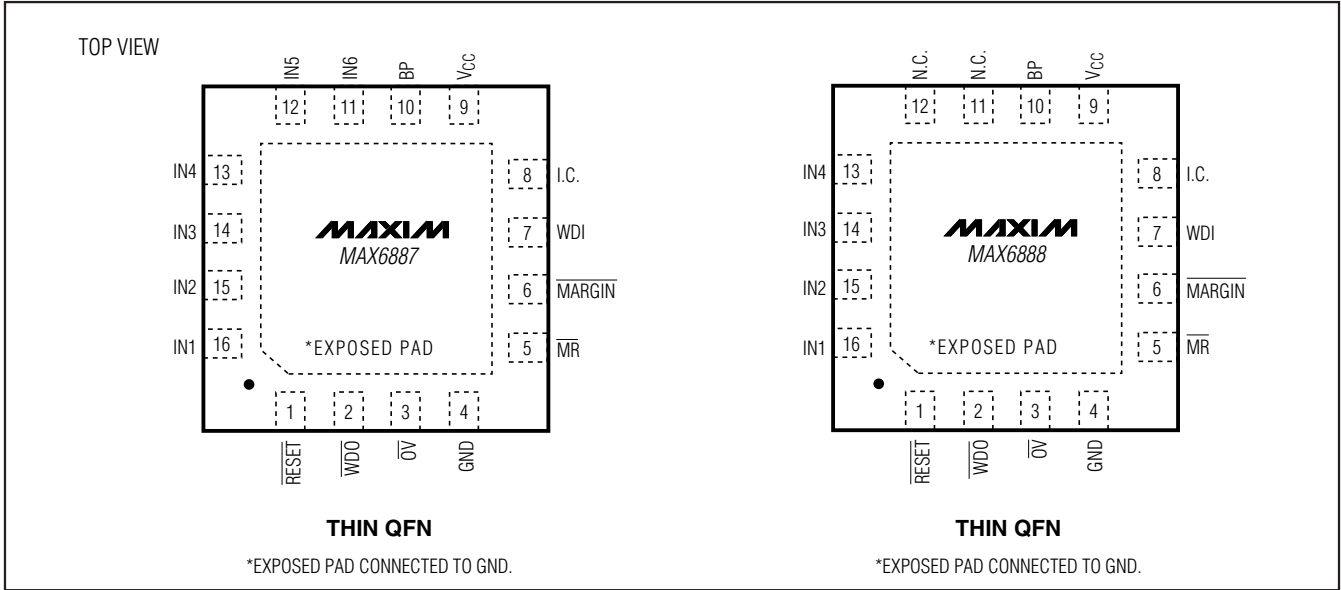 TOP VIEW
IN5 IN6 BP VCC
12 11 10 9
IN4 13
IN3 14
IN2 15
IN1 16
8 I.C.
7 WDI
6 MARGIN
5 MR
MAXIM
MAX6887
*EXPOSED PAD
1 2 3 4
RESET WDO OV GND
THIN QFN
*EXPOSED PAD CONNECTED TO GND.
N.C. N.C. BP VCC
12 11 10 9
IN4 13
IN3 14
IN2 15
IN1 16
8 I.C.
7 WDI
6 MARGIN
5 MR
MAXIM
MAX6888
*EXPOSED PAD
1 2 3 4
RESET WDO OV GND
THIN QFN
*EXPOSED PAD CONNECTED TO GND.